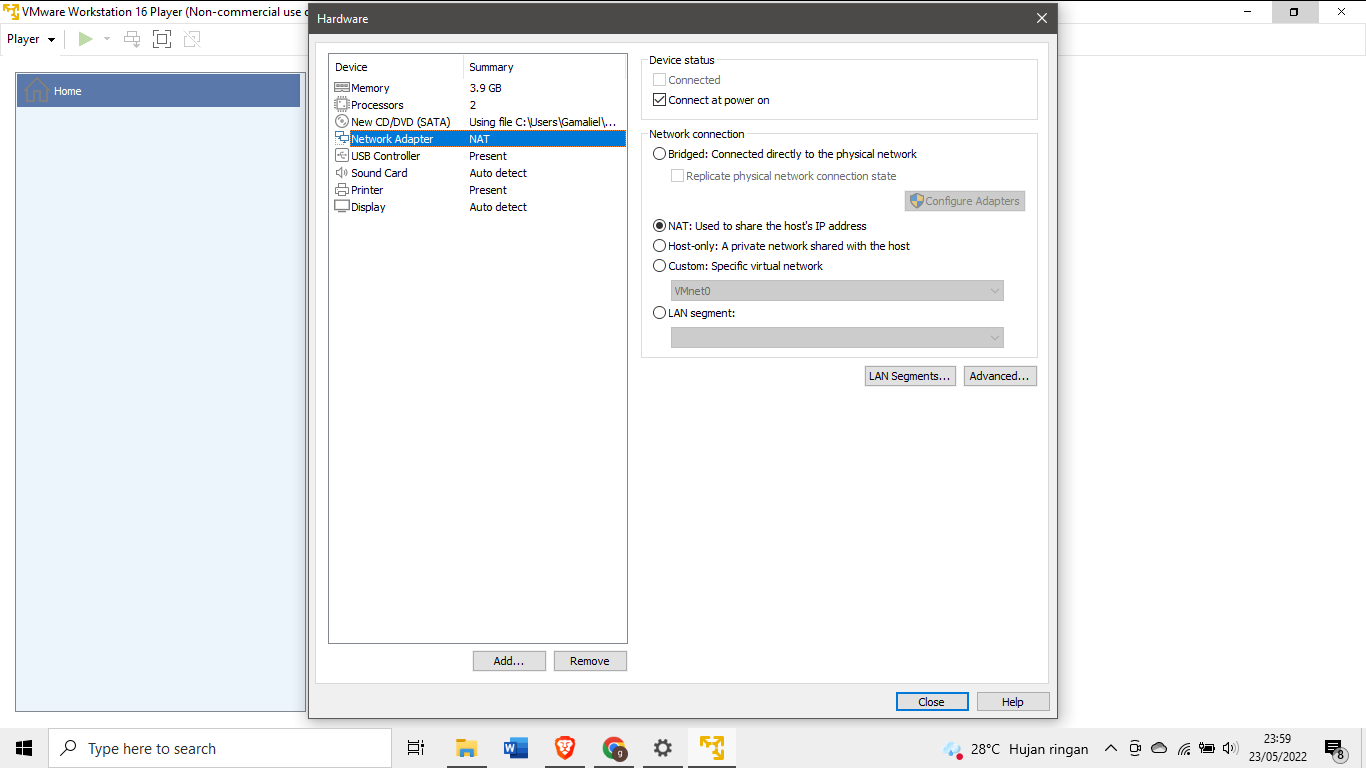 VMware Workstation 16 Player (Non-commercial use o
Hardware
Player
Home
Device Summary
Memory 3.9 GB
Processors 2
New CD/DVD (SATA) Using file C:\Users\Gamaliel\...
Network Adapter NAT
USB Controller Present
Sound Card Auto detect
Printer Present
Display Auto detect
Add...
Remove
Device status
Connected
Connect at power on
Network connection
Bridged: Connected directly to the physical network
Replicate physical network connection state
Configure Adapters
NAT: Used to share the host's IP address
Host-only: A private network shared with the host
Custom: Specific virtual network
VMnet0
LAN segment:
LAN Segments...
Advanced...
Close
Help
Type here to search
W
g
28°C Hujan ringan
23:59
23/05/2022
8